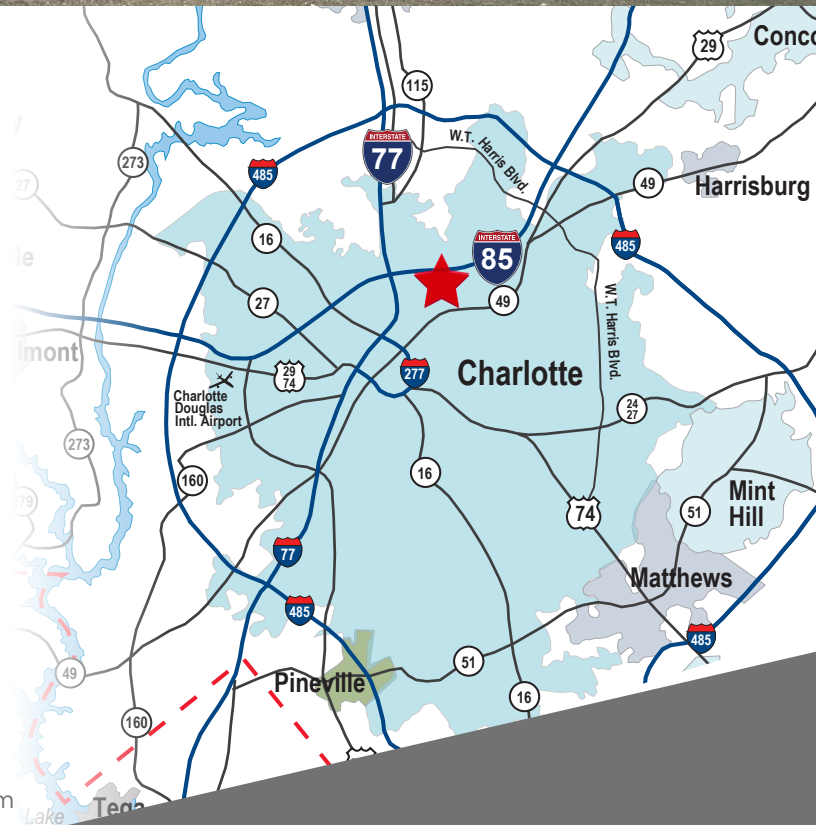 29
Conc
115
INTERSTATE
77
W.T. Harris Blvd.
273
485
27
49
Harrisburg
16
INTERSTATE
85
485
le
27
49
W.T. Harris Blvd.
lmont
29
74
277
Charlotte
Charlotte
Douglas
Intl. Airport
24
27
273
16
160
Mint
Hill
279
74
51
77
Matthews
485
485
51
49
Pineville
16
160
m
Lake
Tega